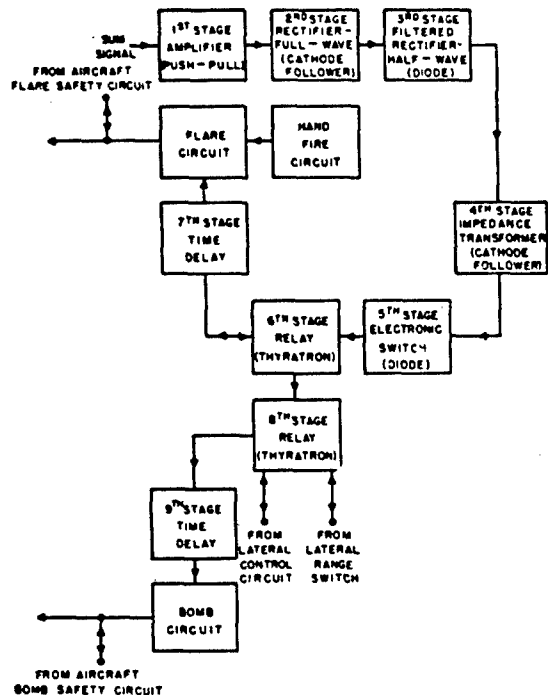 SUM
SIGNAL
1ST STAGE
AMPLIFIER
(PUSH-PULL)
2ND STAGE
RECTIFIER-
FULL-WAVE
(CATHODE
FOLLOWER)
3RD STAGE
FILTERED
RECTIFIER-
HALF-WAVE
(DIODE)
FROM AIRCRAFT
FLARE SAFETY CIRCUIT
FLARE
CIRCUIT
HAND
FIRE
CIRCUIT
7TH STAGE
TIME
DELAY
4TH STAGE
IMPEDANCE
TRANSFORMER
(CATHODE
FOLLOWER)
6TH STAGE
RELAY
(THYRATRON)
5TH STAGE
ELECTRONIC
SWITCH
(DIODE)
8TH STAGE
RELAY
(THYRATRON)
9TH STAGE
TIME
DELAY
FROM
LATERAL
CONTROL
CIRCUIT
FROM
LATERAL
RANGE
SWITCH
BOMB
CIRCUIT
FROM AIRCRAFT
BOMB SAFETY CIRCUIT